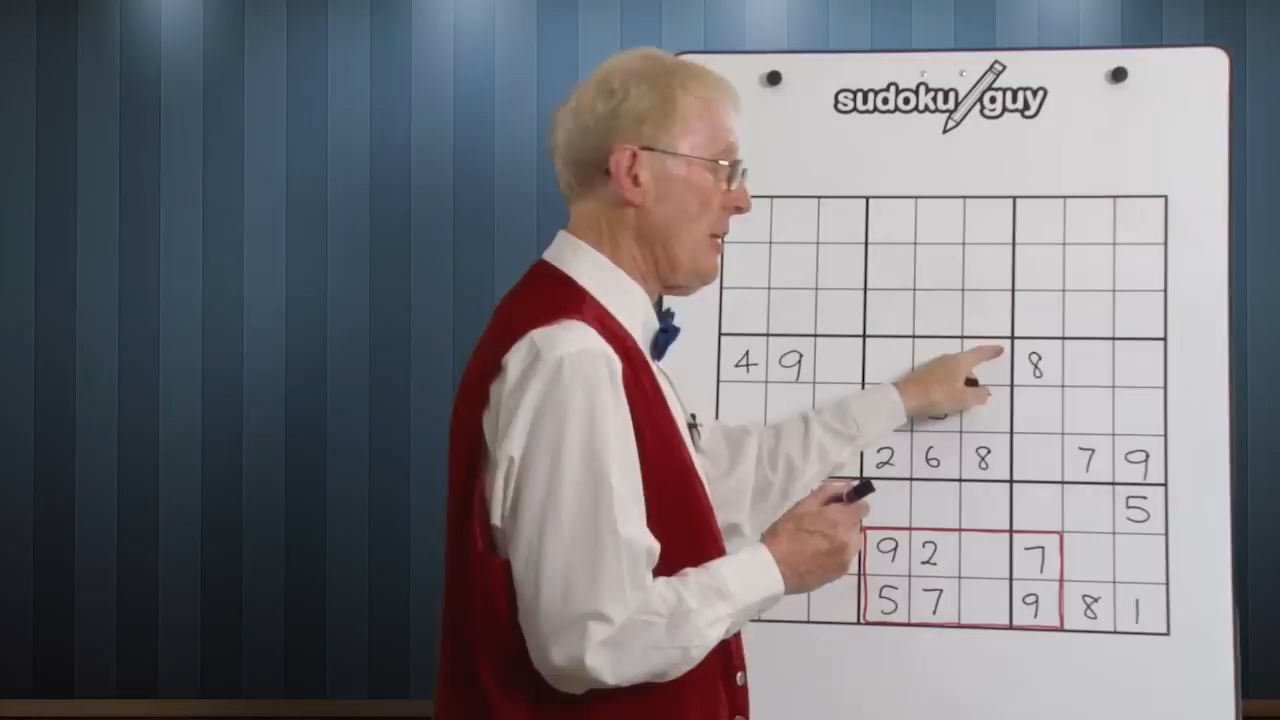 sudoku guy
4 9 8
2 6 8 7 9
5
9 2 7
5 7 9 8 1